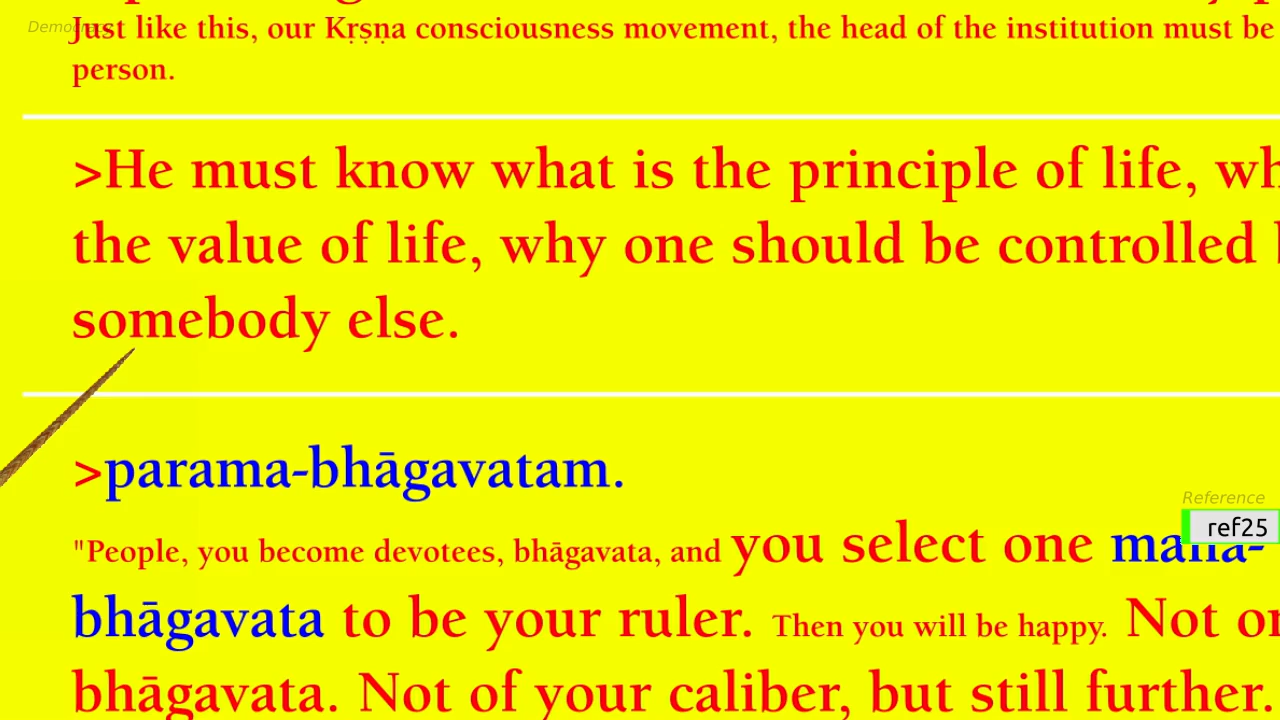 Just like this, our Kṛṣṇa consciousness movement, the head of the institution must be
person.
>He must know what is the principle of life,
the value of life, why one should be controlled
somebody else.
>parama-bhāgavatam.
Reference
ref25
"People, you become devotees, bhāgavata, and you select one mahā-
bhāgavata to be your ruler. Then you will be happy. Not
bhāgavata. Not of your caliber, but still further.